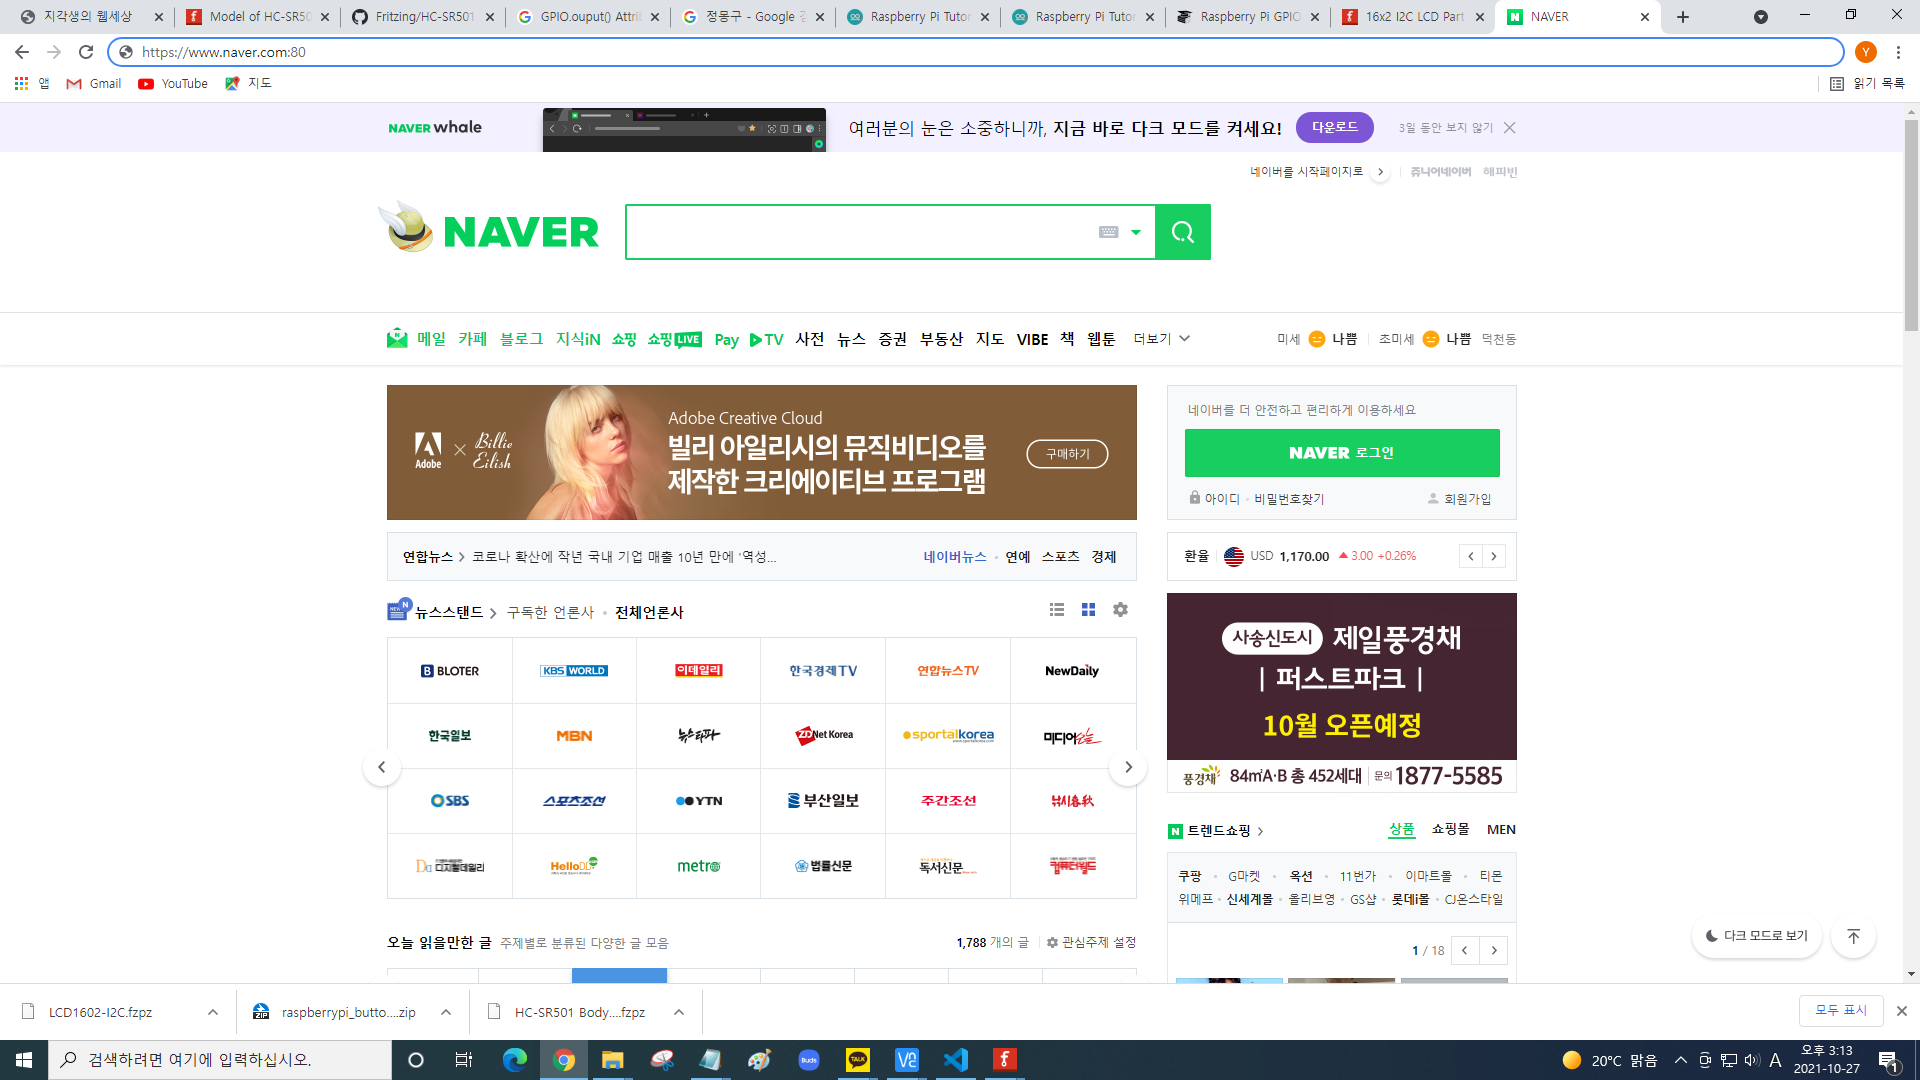 지각생의 웹세상
Model of HC-SR50
Fritzing/HC-SR501
GPIO.ouput() Attri
정몽구 - Google 검
Raspberry Pi Tutor
Raspberry Pi Tutor
Raspberry Pi GPIO
16x2 I2C LCD Part
NAVER
https://www.naver.com:80
Y
앱
Gmail
YouTube
지도
읽기 목록
NAVER whale
여러분의 눈은 소중하니까, 지금 바로 다크 모드를 켜세요!
다운로드
3일 동안 보지 않기
네이버를 시작페이지로
쥬니어네이버
해피빈
NAVER
메일
카페
블로그
지식iN
쇼핑
쇼핑LIVE
Pay
TV
사전
뉴스
증권
부동산
지도
VIBE
책
웹툰
더보기
미세 나쁨
초미세 나쁨
덕천동
Adobe
Billie Eilish
Adobe Creative Cloud
빌리 아일리시의 뮤직비디오를
제작한 크리에이티브 프로그램
구매하기
네이버를 더 안전하고 편리하게 이용하세요
NAVER 로그인
아이디
비밀번호찾기
회원가입
연합뉴스
코로나 확산에 작년 국내 기업 매출 10년 만에 '역성...
네이버뉴스
연예
스포츠
경제
환율
USD 1,170.00 3.00 +0.26%
뉴스스탠드
구독한 언론사
전체언론사
BLOTER
KBS WORLD
이데일리
한국경제TV
연합뉴스TV
NewDaily
한국일보
MBN
뉴스타파
ZDNet Korea
sportalkorea
미디어오늘
SBS
스포츠조선
YTN
부산일보
주간조선
낚시春秋
디지털데일리
HelloDD
metro
법률신문
독서신문
컴퓨터월드
사송신도시 제일풍경채
| 퍼스트파크 |
10월 오픈예정
풍경채 84㎡A·B 총 452세대 | 문의 1877-5585
트렌드쇼핑
상품
쇼핑몰
MEN
쿠팡
G마켓
옥션
11번가
이마트몰
티몬
위메프
신세계몰
올리브영
GS샵
롯데i몰
CJ온스타일
1 / 18
오늘 읽을만한 글
주제별로 분류된 다양한 글 모음
1,788 개의 글
관심주제 설정
다크 모드로 보기
LCD1602-I2C.fzpz
raspberrypi_butto....zip
HC-SR501 Body....fzpz
모두 표시
검색하려면 여기에 입력하십시오.
Buds
TALK
20°C 맑음
A
오후 3:13
2021-10-27
1